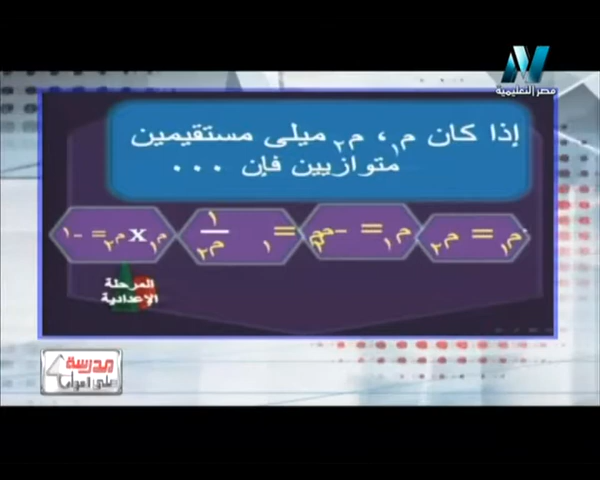 مصر التعليمية
إذا كان م١ ، م٢ ميلى مستقيمين
متوازيين فإن ...
م١ = م٢
م١ = -م٢
م١ = ١/م٢
م١ x م٢ = -١
المرحلة
الإعدادية
مدرسة
على الهواء